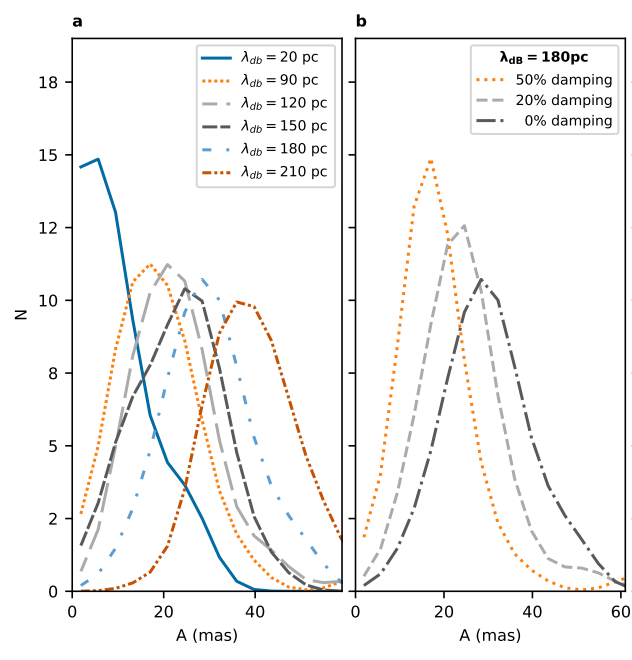 a
b
λdb = 20 pc
λdb = 90 pc
λdb = 120 pc
λdb = 150 pc
λdb = 180 pc
λdb = 210 pc
λdB = 180pc
50% damping
20% damping
0% damping
N
18
15
12
10
8
5
2
0
0 20 40
0 20 40 60
A (mas)
A (mas)